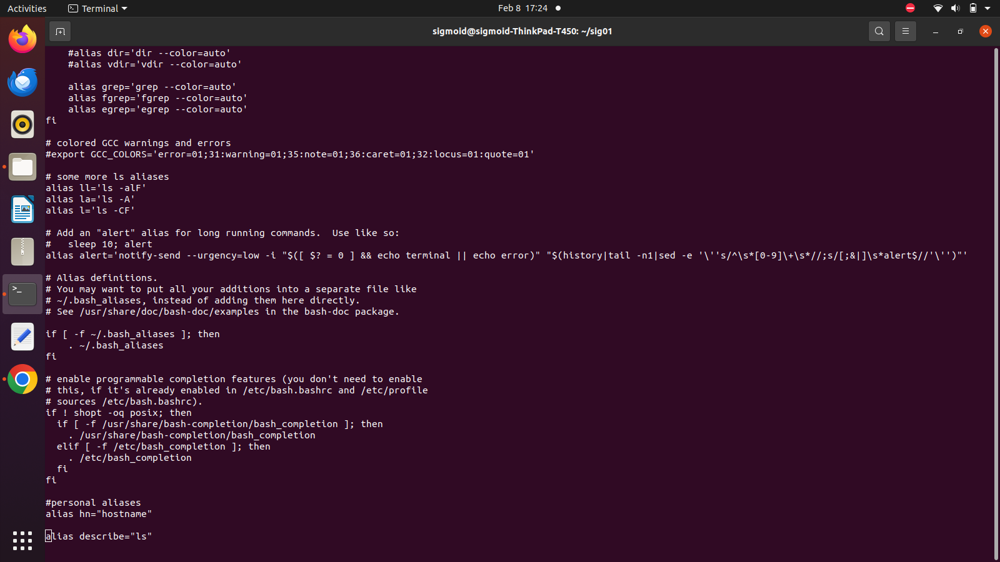 Activities
Terminal
Feb 8 17:24
sigmoid@sigmoid-ThinkPad-T450: ~/sig01
    #alias dir='dir --color=auto'
    #alias vdir='vdir --color=auto'
    alias grep='grep --color=auto'
    alias fgrep='fgrep --color=auto'
    alias egrep='egrep --color=auto'
fi
# colored GCC warnings and errors
#export GCC_COLORS='error=01;31:warning=01;35:note=01;36:caret=01;32:locus=01:quote=01'
# some more ls aliases
alias ll='ls -alF'
alias la='ls -A'
alias l='ls -CF'
# Add an "alert" alias for long running commands.  Use like so:
#   sleep 10; alert
alias alert='notify-send --urgency=low -i "$([ $? = 0 ] && echo terminal || echo error)" "$(history|tail -n1|sed -e '\''s/^\s*[0-9]\+\s*//;s/[;&|]\s*alert$//'\'')"'
# Alias definitions.
# You may want to put all your additions into a separate file like
# ~/.bash_aliases, instead of adding them here directly.
# See /usr/share/doc/bash-doc/examples in the bash-doc package.
if [ -f ~/.bash_aliases ]; then
    . ~/.bash_aliases
fi
# enable programmable completion features (you don't need to enable
# this, if it's already enabled in /etc/bash.bashrc and /etc/profile
# sources /etc/bash.bashrc).
if ! shopt -oq posix; then
  if [ -f /usr/share/bash-completion/bash_completion ]; then
    . /usr/share/bash-completion/bash_completion
  elif [ -f /etc/bash_completion ]; then
    . /etc/bash_completion
  fi
fi
#personal aliases
alias hn="hostname"
alias describe="ls"